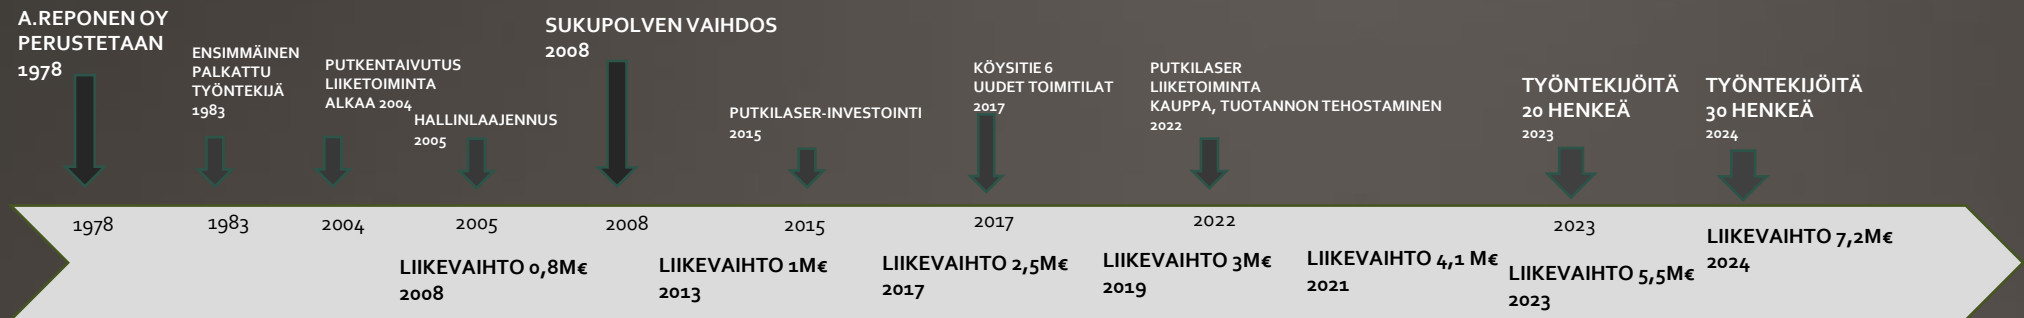 A.REPONEN OY
PERUSTETAAN
1978
ENSIMMÄINEN
PALKATTU
TYÖNTEKIJÄ
1983
PUTKENTAIVUTUS
LIIKETOIMINTA
ALKAA 2004
HALLINLAAJENNUS
2005
SUKUPOLVEN VAIHDOS
2008
PUTKILASER-INVESTOINTI
2015
KÖYSITIE 6
UUDET TOIMITILAT
2017
PUTKILASER
LIIKETOIMINTA
KAUPPA, TUOTANNON TEHOSTAMINEN
2022
TYÖNTEKIJÖITÄ
20 HENKEÄ
2023
TYÖNTEKIJÖITÄ
30 HENKEÄ
2024
1978
1983
2004
2005
2008
2015
2017
2022
2023
LIIKEVAIHTO 0,8M€
2008
LIIKEVAIHTO 1M€
2013
LIIKEVAIHTO 2,5M€
2017
LIIKEVAIHTO 3M€
2019
LIIKEVAIHTO 4,1 M€
2021
LIIKEVAIHTO 5,5M€
2023
LIIKEVAIHTO 7,2M€
2024